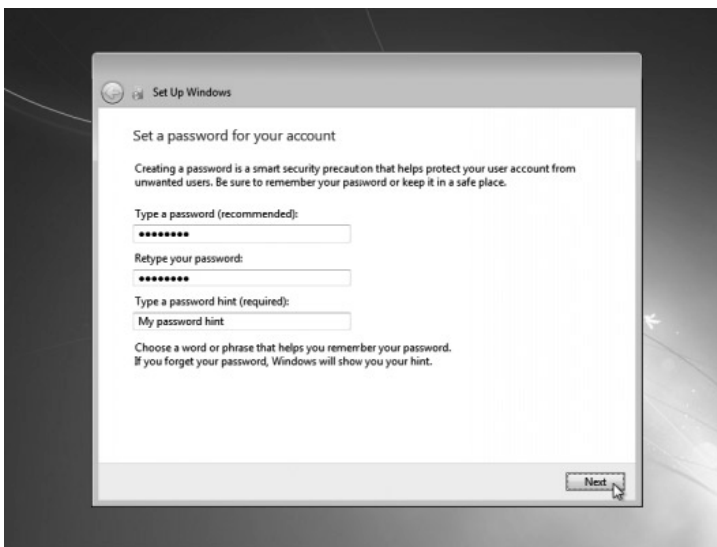 Set Up Windows
Set a password for your account
Creating a password is a smart security precaution that helps protect your user account from
unwanted users. Be sure to remember your password or keep it in a safe place.
Type a password (recommended):
●●●●●●●●
Retype your password:
●●●●●●●●
Type a password hint (required):
My password hint
Choose a word or phrase that helps you remember your password.
If you forget your password, Windows will show you your hint.
Next